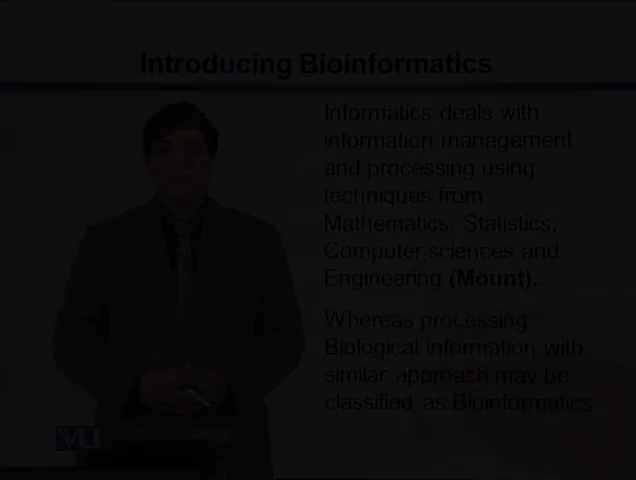 Introducing Bioinformatics
Informatics deals with
information management
and processing using
techniques from
Mathematics, Statistics,
Computer sciences and
Engineering (Mount).
Whereas processing
Biological information with
similar approach may be
classified as Bioinformatics
VU